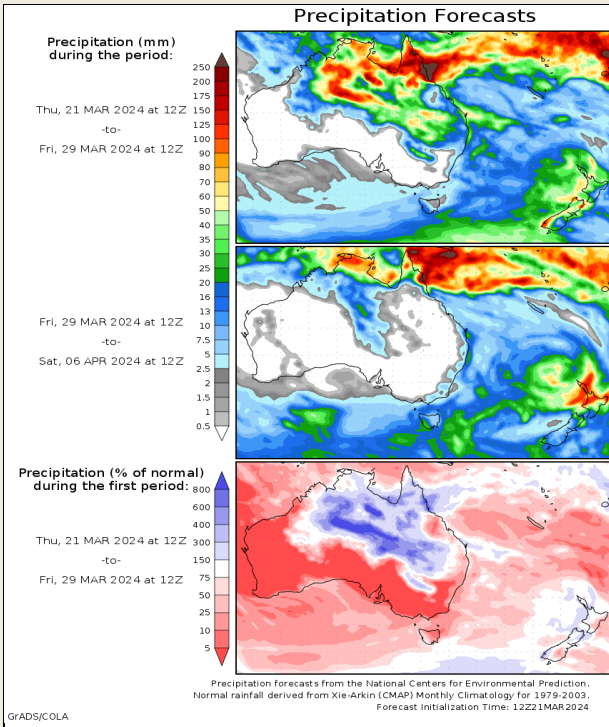 Precipitation Forecasts
Precipitation (mm)
during the period:
Thu, 21 MAR 2024 at 12Z
-to-
Fri, 29 MAR 2024 at 12Z
250
200
175
150
125
100
90
80
70
60
50
40
35
30
25
20
16
13
10
7.5
5
2.5
2
1.5
1
0.5
Fri, 29 MAR 2024 at 12Z
-to-
Sat, 06 APR 2024 at 12Z
Precipitation (% of normal)
during the first period:
Thu, 21 MAR 2024 at 12Z
-to-
Fri, 29 MAR 2024 at 12Z
800
600
400
300
150
75
50
25
10
5
Precipitation forecasts from the National Centers for Environmental Prediction.
Normal rainfall derived from Xie-Arkin (CMAP) Monthly Climatology for 1979-2003.
Forecast Initialization Time: 12Z21MAR2024
GrADS/COLA